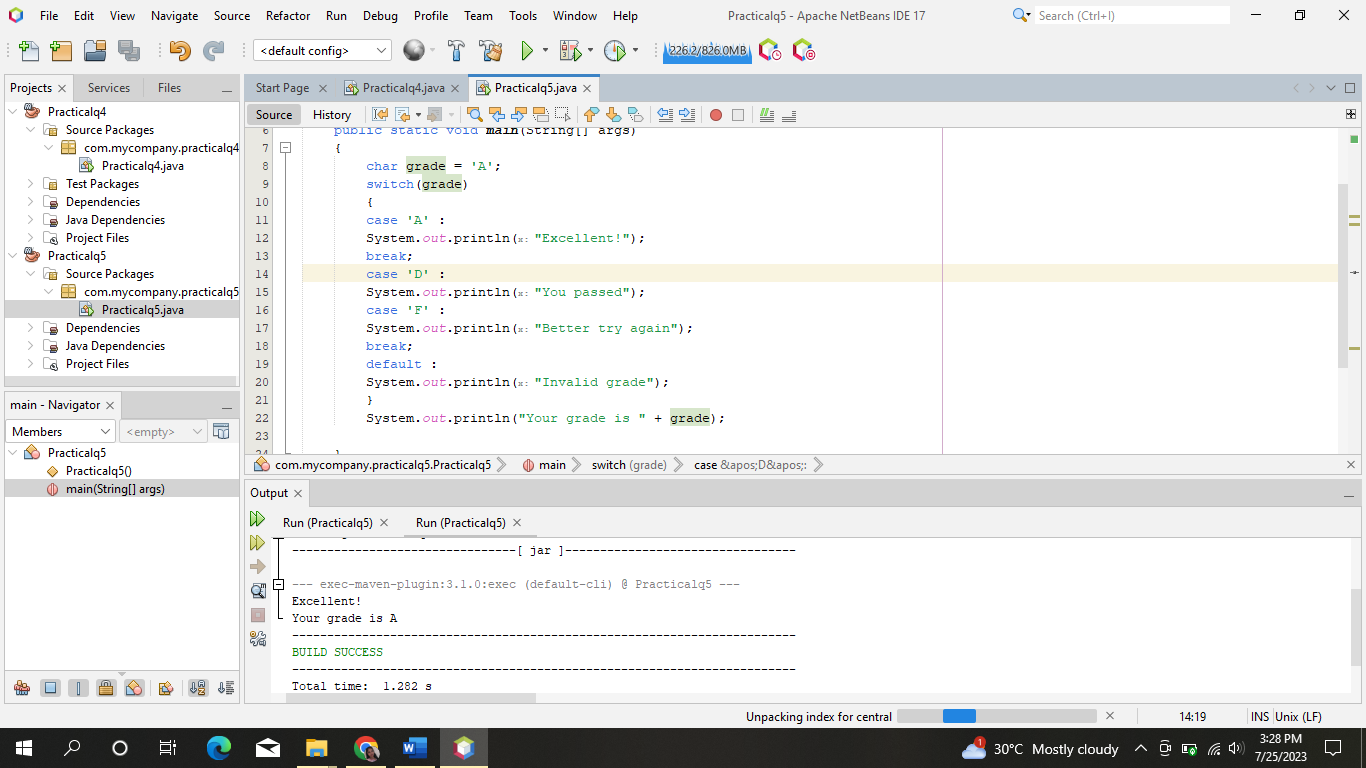 File Edit View Navigate Source Refactor Run Debug Profile Team Tools Window Help
Practicalq5 - Apache NetBeans IDE 17
Search (Ctrl+I)
<default config>
226.2/826.0MB
Projects Services Files
Practicalq4
Source Packages
com.mycompany.practicalq4
Practicalq4.java
Test Packages
Dependencies
Java Dependencies
Project Files
Practicalq5
Source Packages
com.mycompany.practicalq5
Practicalq5.java
Dependencies
Java Dependencies
Project Files
main - Navigator
Members <empty>
Practicalq5
Practicalq5()
main(String[] args)
Start Page Practicalq4.java Practicalq5.java
Source History
6 public static void main(String[] args)
7 {
8 char grade = 'A';
9 switch(grade)
10 {
11 case 'A' :
12 System.out.println(x: "Excellent!");
13 break;
14 case 'D' :
15 System.out.println(x: "You passed");
16 case 'F' :
17 System.out.println(x: "Better try again");
18 break;
19 default :
20 System.out.println(x: "Invalid grade");
21 }
22 System.out.println("Your grade is " + grade);
23
24 }
com.mycompany.practicalq5.Practicalq5 main switch (grade) case &apos;D&apos;:
Output
Run (Practicalq5) Run (Practicalq5)
--------------------------------[ jar ]---------------------------------
--- exec-maven-plugin:3.1.0:exec (default-cli) @ Practicalq5 ---
Excellent!
Your grade is A
------------------------------------------------------------------------
BUILD SUCCESS
------------------------------------------------------------------------
Total time:  1.282 s
Unpacking index for central
14:19 INS Unix (LF)
1 30°C Mostly cloudy
3:28 PM
7/25/2023